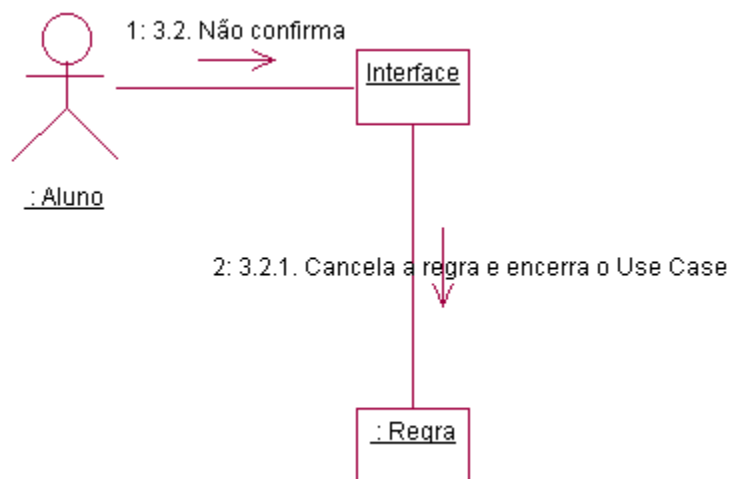 1: 3.2. Não confirma
Interface
: Aluno
2: 3.2.1. Cancela a regra e encerra o Use Case
: Regra